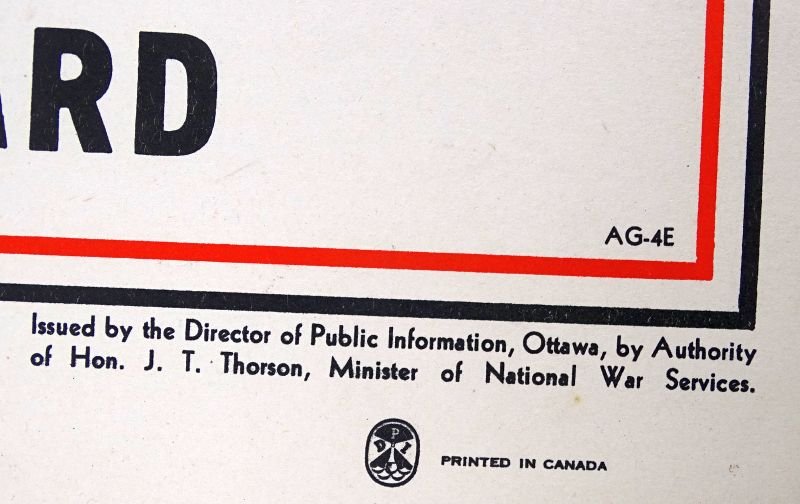 ARD
AG-4E
Issued by the Director of Public Information, Ottawa, by Authority
of Hon. J. T. Thorson, Minister of National War Services.
D P I
PRINTED IN CANADA